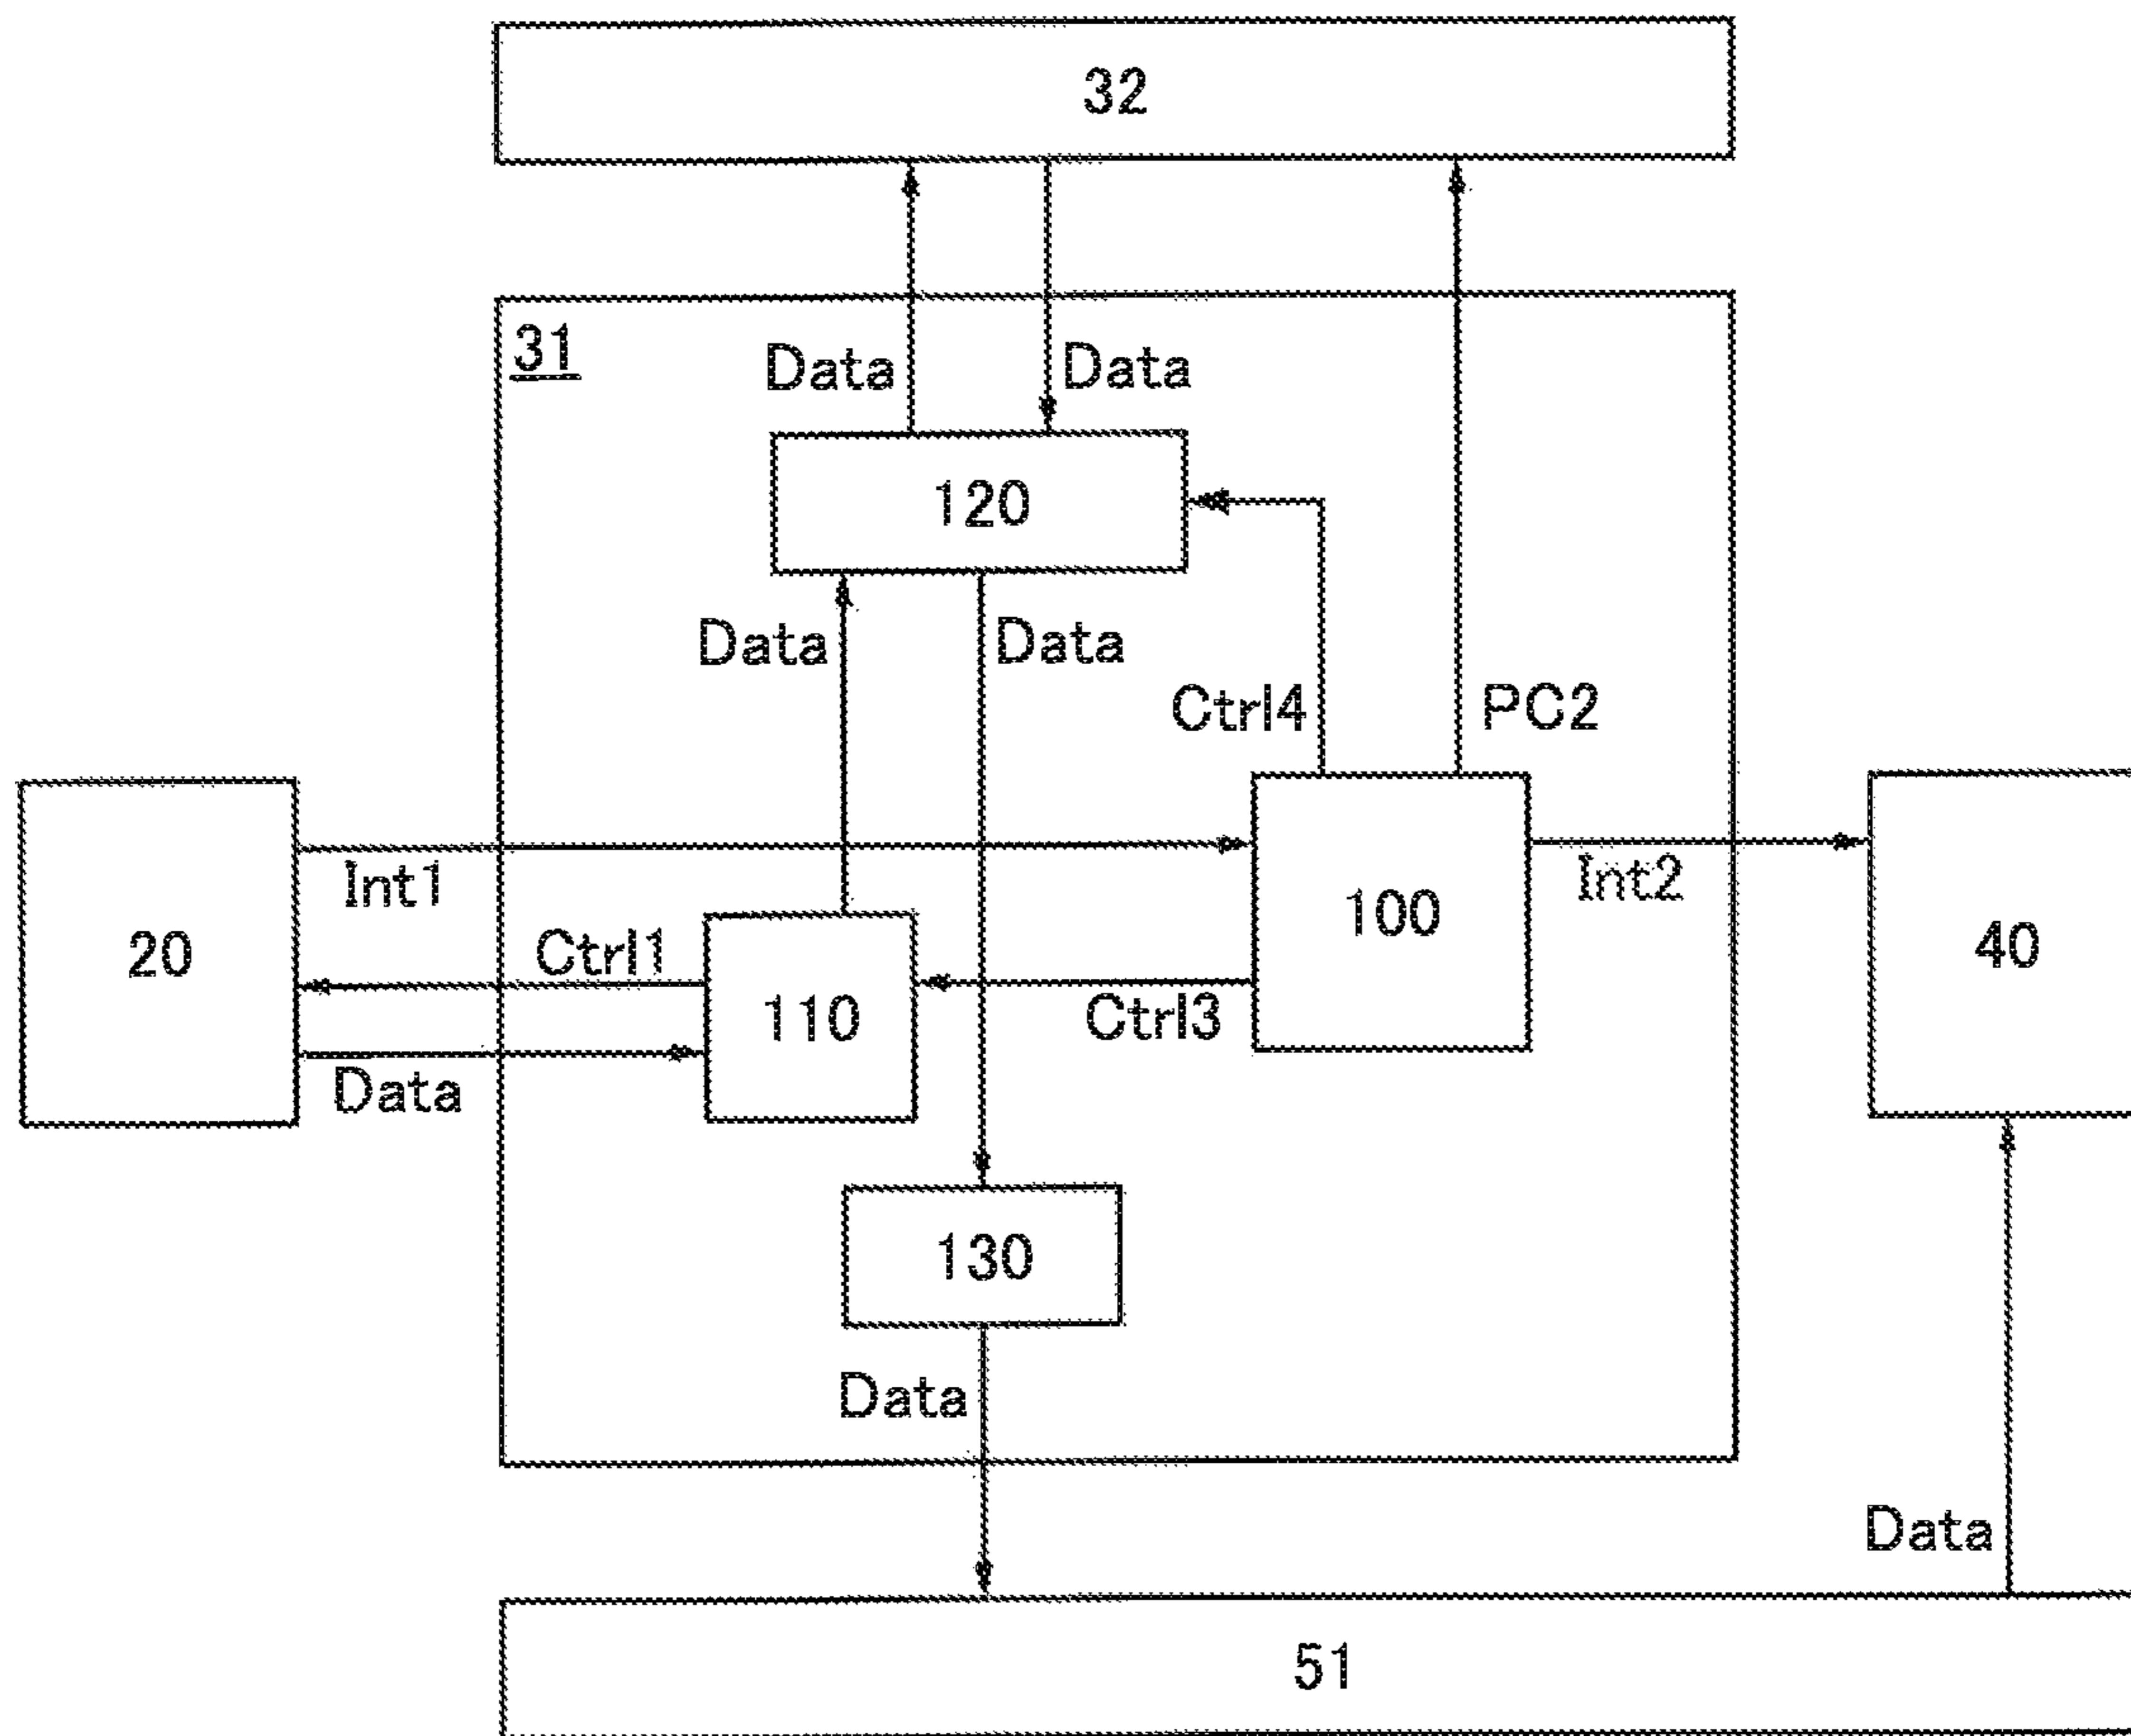 32
31
Data
Data
120
Data
Data
Ctrl4
PC2
Int1
Int2
20
Ctrl1
100
40
110
Ctrl3
Data
130
Data
Data
51